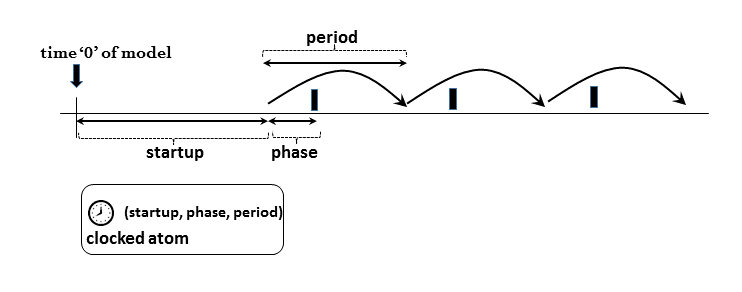 period
time ‘0’ of model
startup
phase
(startup, phase, period)
clocked atom